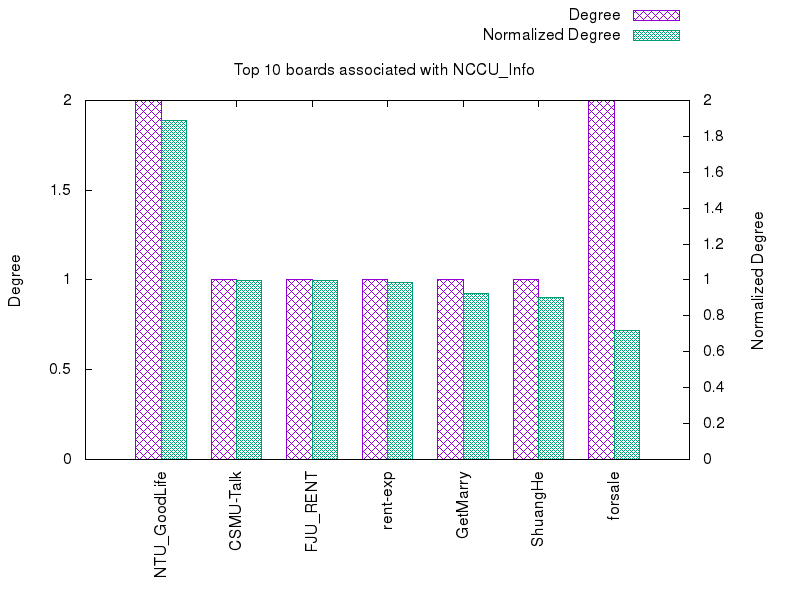 Degree
Normalized Degree
Top 10 boards associated with NCCU_Info
2
1.5
1
0.5
0
Degree
2
1.8
1.6
1.4
1.2
1
0.8
0.6
0.4
0.2
0
Normalized Degree
NTU_GoodLife
CSMU-Talk
FJU_RENT
rent-exp
GetMarry
ShuangHe
forsale